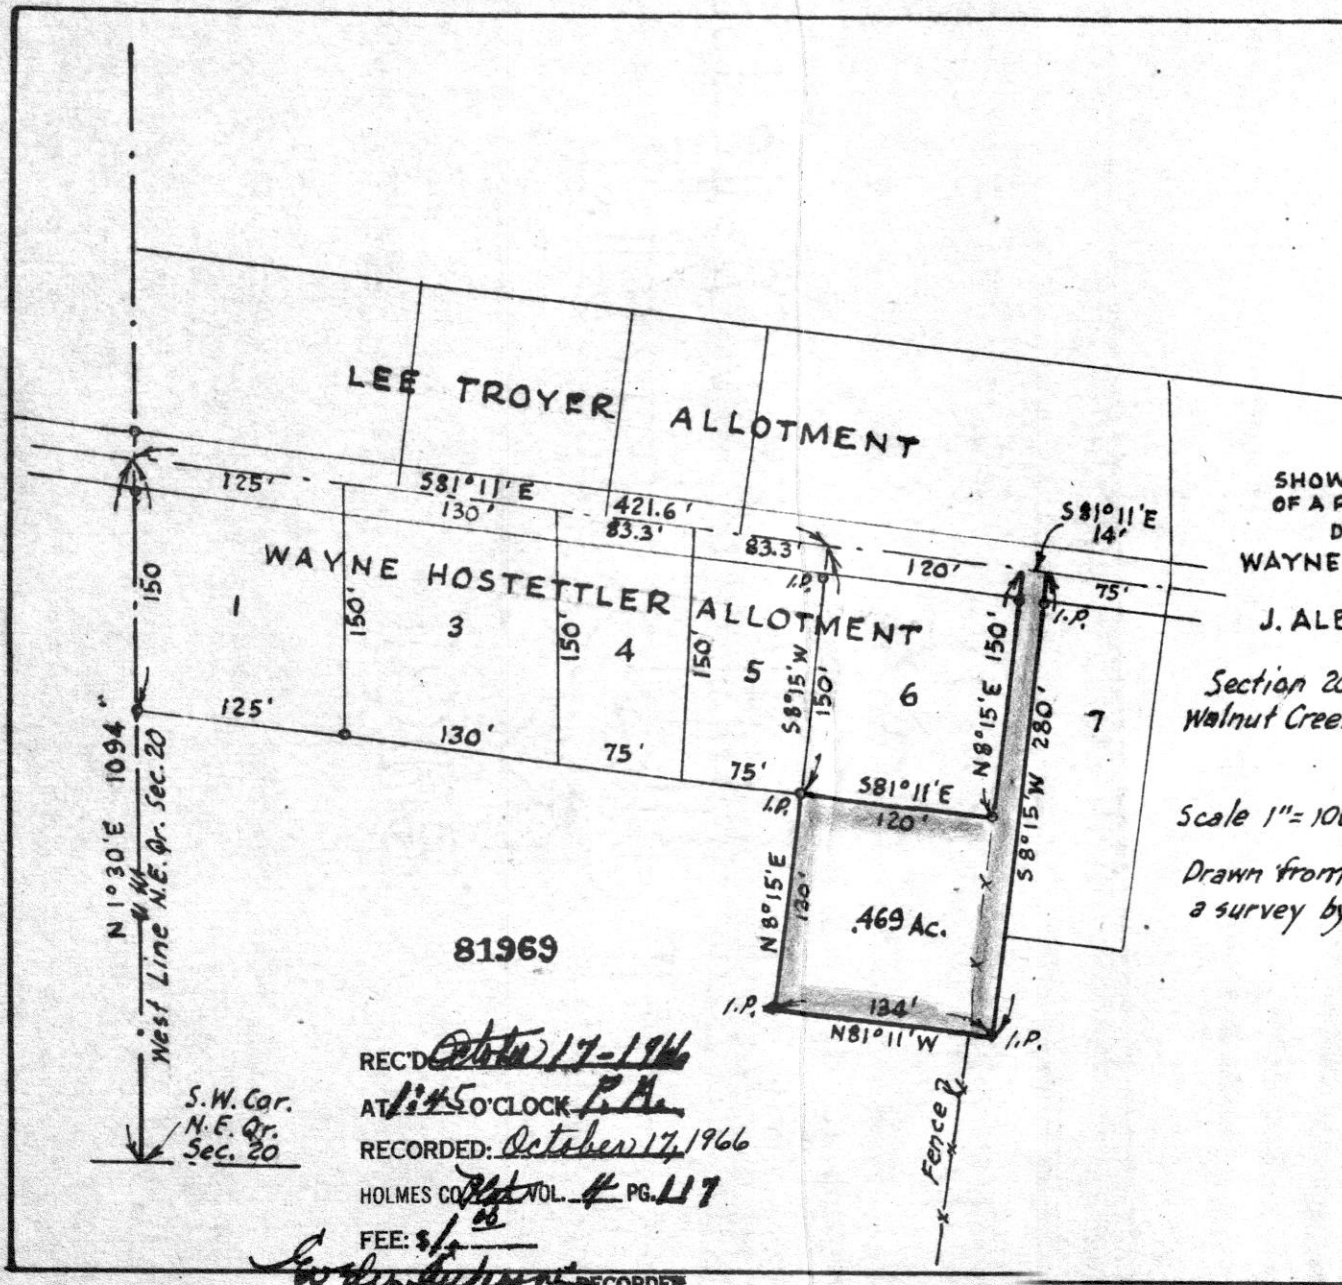 LEE TROYER ALLOTMENT
SHOW
OF A P
D
WAYNE
J. ALE
Section 20
Walnut Cree
Scale 1"= 100
Drawn from
a survey by
125'
S81°11'E
130'
421.6'
83.3'
83.3'
120'
S81°11'E
14'
75'
I.P.
I.P.
WAYNE HOSTETTLER ALLOTMENT
150
1
150'
3
150'
4
150'
5
S8°15'W
150'
6
N8°15'E 150'
S8°15'W 280'
7
125'
130'
75'
75'
I.P.
S81°11'E
120'
N8°15'E
120'
.469 Ac.
I.P.
134'
N81°11'W
I.P.
Fence
N1°30'E 1094'
West Line N.E. Qr. Sec. 20
S.W. Cor.
N.E. Qr.
Sec. 20
81969
REC'D October 17-1966
AT 1:45 O'CLOCK P.M.
RECORDED: October 17, 1966
HOLMES CO Plat VOL. 4 PG. 117
FEE: $1.00
RECORDER